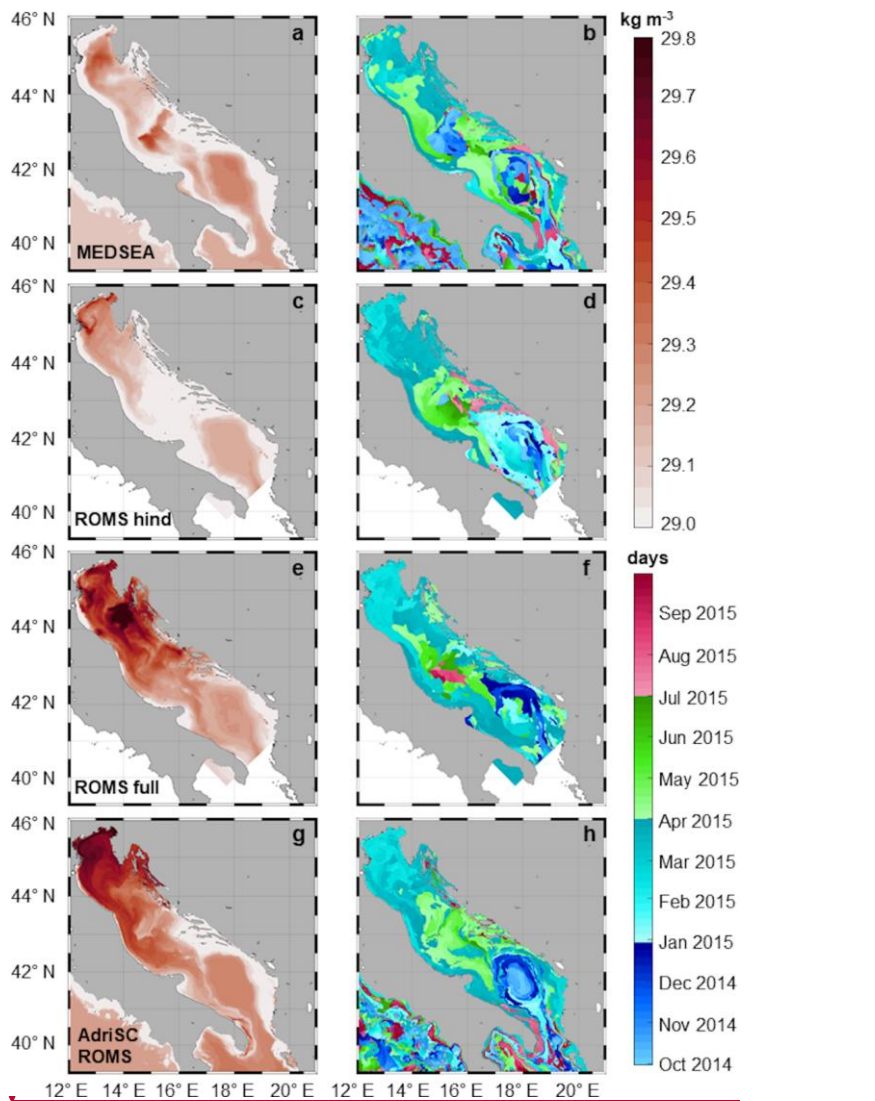 kg m-3
46° N
a
b
29.8
29.7
44° N
29.6
42° N
29.5
40° N
MEDSEA
29.4
46° N
c
d
29.3
44° N
29.2
42° N
29.1
40° N
ROMS hind
29.0
46° N
e
f
days
Sep 2015
44° N
Aug 2015
42° N
Jul 2015
Jun 2015
40° N
ROMS full
May 2015
46° N
g
h
Apr 2015
Mar 2015
44° N
Feb 2015
Jan 2015
42° N
Dec 2014
Nov 2014
40° N
AdriSC
ROMS
Oct 2014
12° E 14° E 16° E 18° E 20° E 12° E 14° E 16° E 18° E 20° E